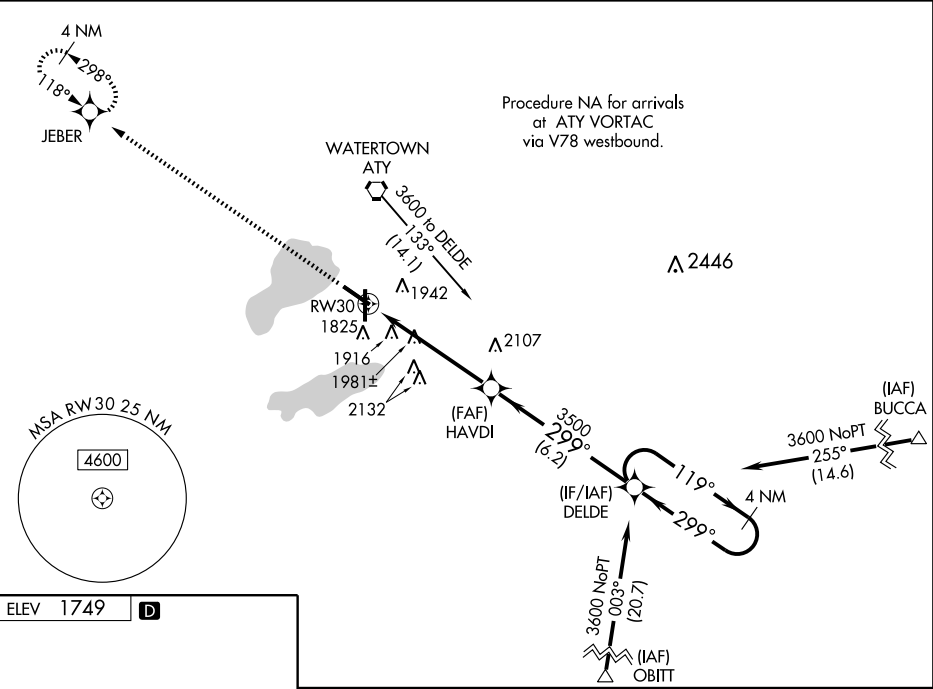 4 NM
298°
118°
JEBER
Procedure NA for arrivals
at ATY VORTAC
via V78 westbound.
WATERTOWN
ATY
3600 to DELDE
133°
(14.1)
2446
1942
RW30
1825
1916
1981±
2132
2107
(FAF)
HAVDI
3500
299°
(6.2)
(IAF)
BUCCA
3600 NoPT
255°
(14.6)
119°
4 NM
299°
(IF/IAF)
DELDE
MSA RW30 25 NM
4600
3600 NoPT
003°
(20.7)
(IAF)
OBITT
ELEV 1749 D